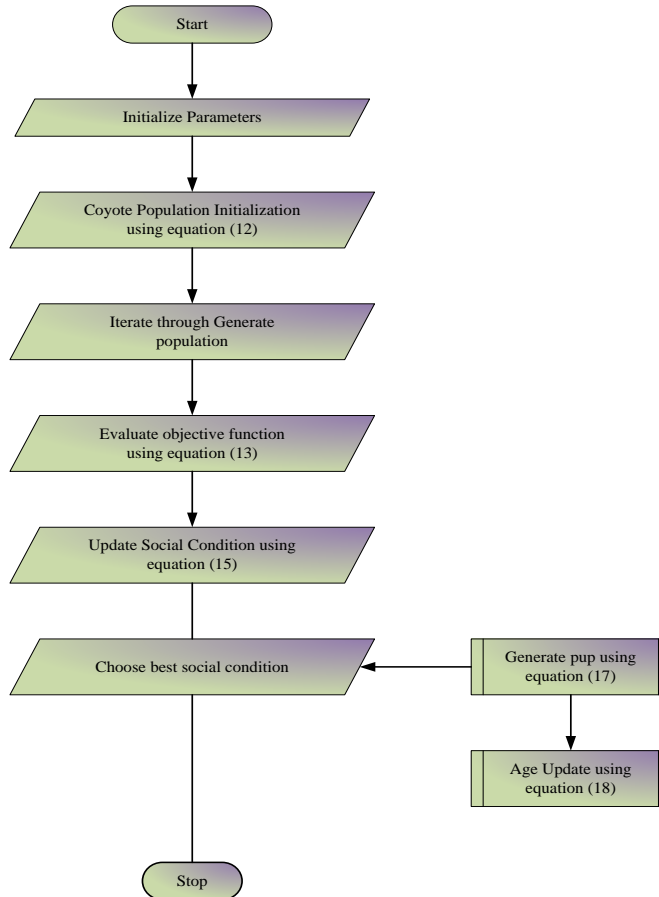 Start
Initialize Parameters
Coyote Population Initialization
using equation (12)
Iterate through Generate
population
Evaluate objective function
using equation (13)
Update Social Condition using
equation (15)
Choose best social condition
Generate pup using
equation (17)
Age Update using
equation (18)
Stop